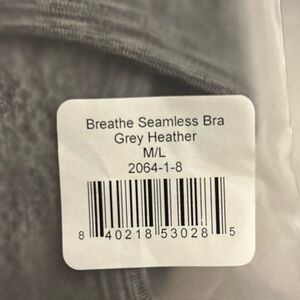 Breathe Seamless Bra
Grey Heather
M/L
2064-1-8
8 40218 53028 5